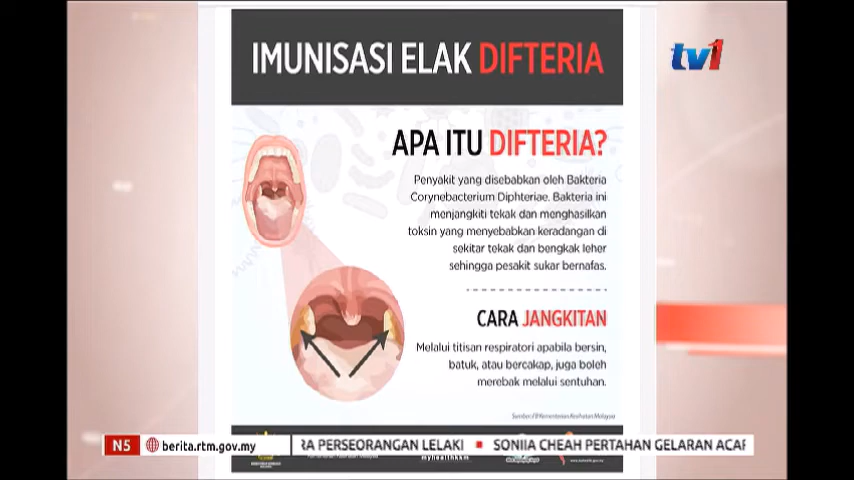 IMUNISASI ELAK DIFTERIA
tv1
APA ITU DIFTERIA?
Penyakit yang disebabkan oleh Bakteria
Corynebacterium Diphteriae. Bakteria ini
menjangkiti tekak dan menghasilkan
toksin yang menyebabkan keradangan di
sekitar tekak dan bengkak leher
sehingga pesakit sukar bernafas.
CARA JANGKITAN
Melalui titisan respiratori apabila bersin,
batuk, atau bercakap, juga boleh
merebak melalui sentuhan.
Sumber: FB Kementerian Kesihatan Malaysia
N5 berita.rtm.gov.my RA PERSEORANGAN LELAKI SONIIA CHEAH PERTAHAN GELARAN ACAR
myhealthkkm